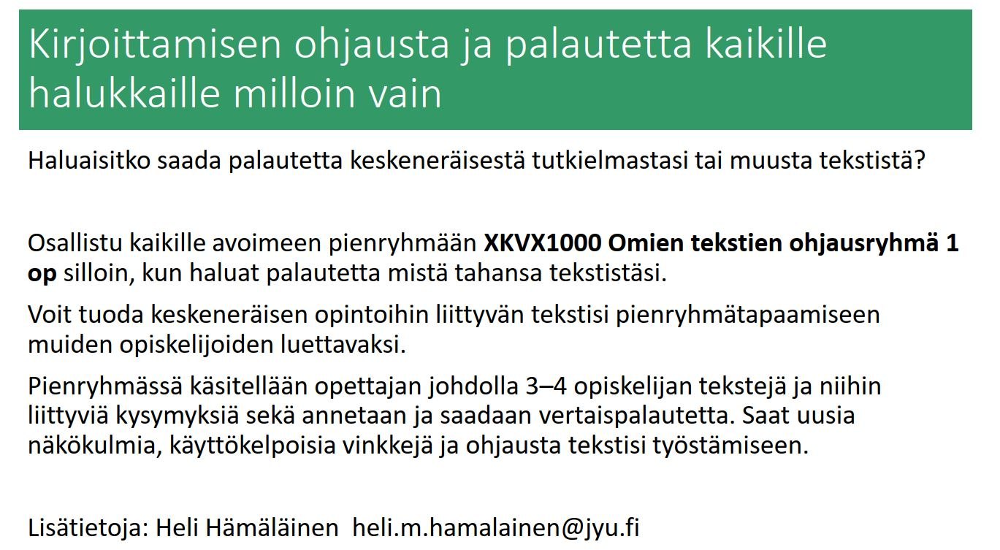 Kirjoittamisen ohjausta ja palautetta kaikille
halukkaille milloin vain
Haluaisitko saada palautetta keskeneräisestä tutkielmastasi tai muusta tekstistä?
Osallistu kaikille avoimeen pienryhmään XKVX1000 Omien tekstien ohjausryhmä 1
op silloin, kun haluat palautetta mistä tahansa tekstistäsi.
Voit tuoda keskeneräisen opintoihin liittyvän tekstisi pienryhmätapaamiseen
muiden opiskelijoiden luettavaksi.
Pienryhmässä käsitellään opettajan johdolla 3–4 opiskelijan tekstejä ja niihin
liittyviä kysymyksiä sekä annetaan ja saadaan vertaispalautetta. Saat uusia
näkökulmia, käyttökelpoisia vinkkejä ja ohjausta tekstisi työstämiseen.
Lisätietoja: Heli Hämäläinen  heli.m.hamalainen@jyu.fi